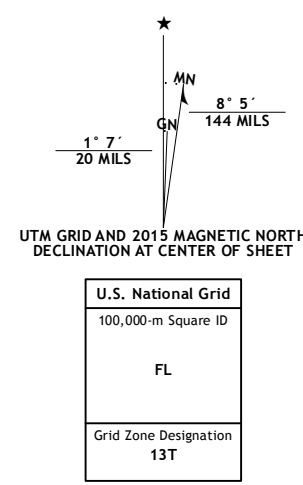 ★
MN
GN
8° 5´
144 MILS
1° 7´
20 MILS
UTM GRID AND 2015 MAGNETIC NORTH
DECLINATION AT CENTER OF SHEET
U.S. National Grid
100,000-m Square ID
FL
Grid Zone Designation
13T